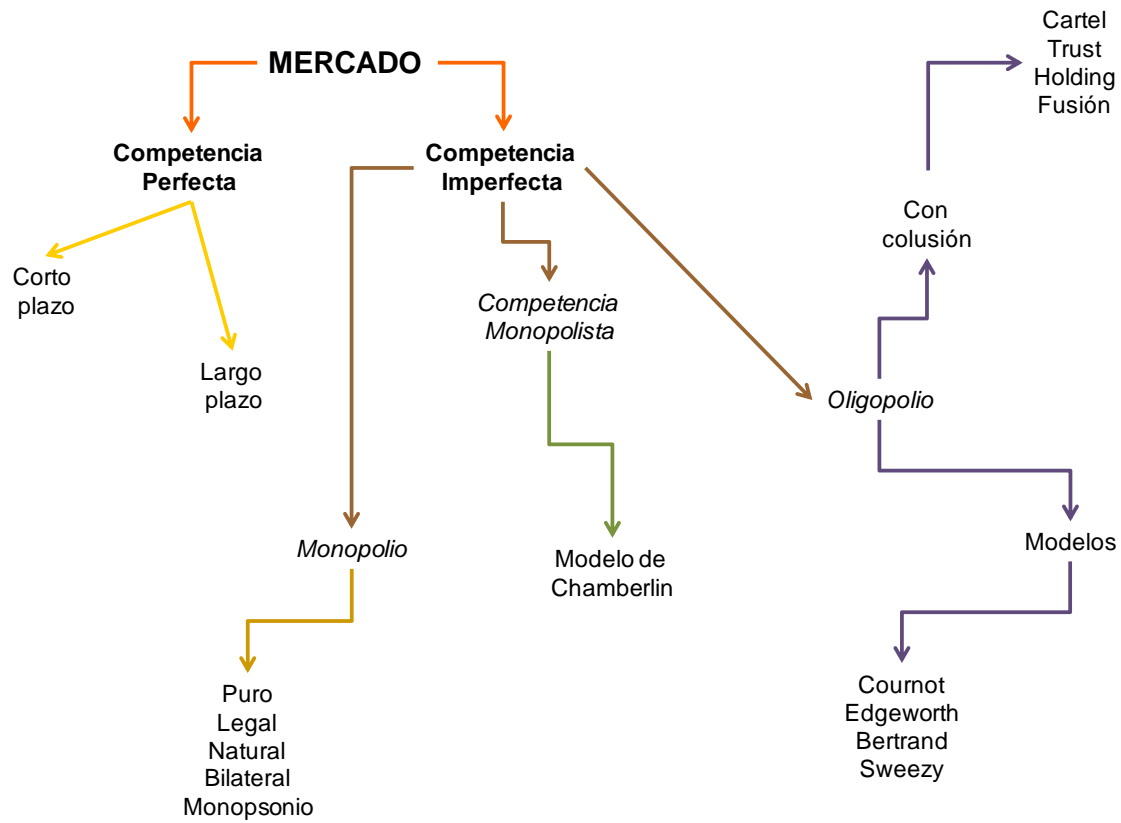 MERCADO
Competencia
Perfecta
Corto
plazo
Largo
plazo
Competencia
Imperfecta
Monopolio
Puro
Legal
Natural
Bilateral
Monopsonio
Competencia
Monopolista
Modelo de
Chamberlin
Oligopolio
Con
colusión
Cartel
Trust
Holding
Fusión
Modelos
Cournot
Edgeworth
Bertrand
Sweezy